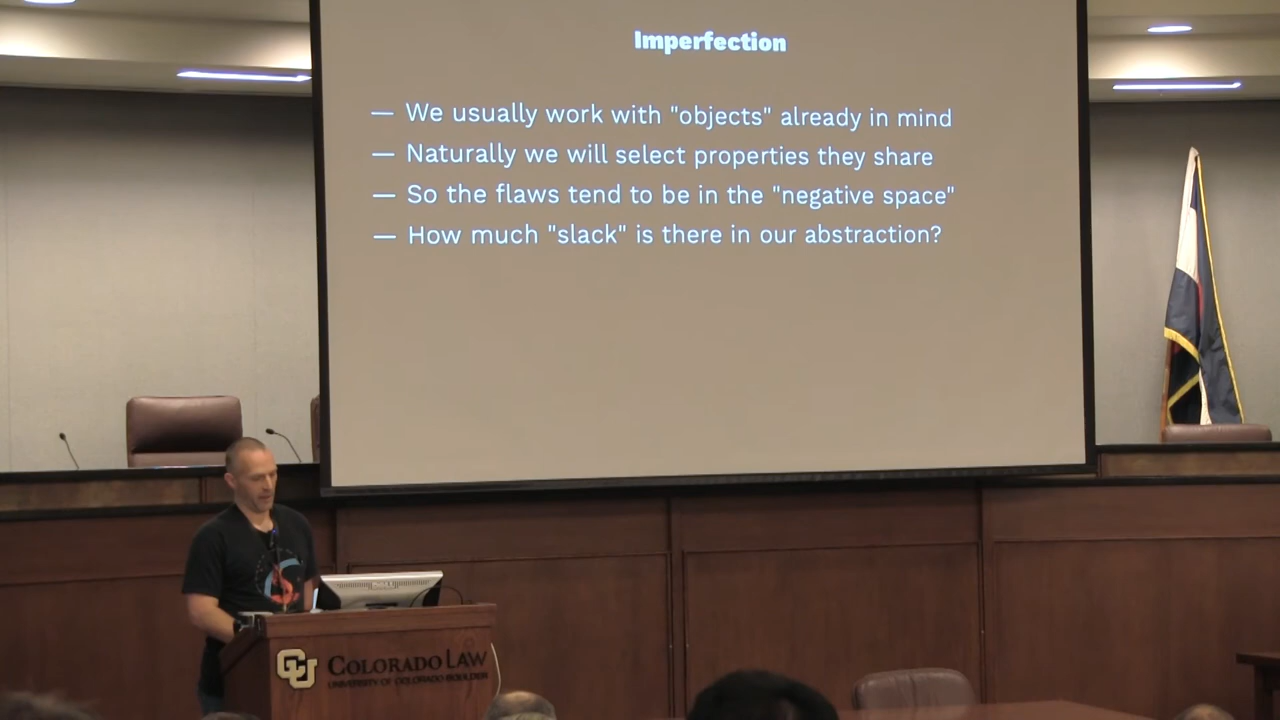 Imperfection
— We usually work with "objects" already in mind
— Naturally we will select properties they share
— So the flaws tend to be in the "negative space"
— How much "slack" is there in our abstraction?
CU COLORADO LAW
UNIVERSITY OF COLORADO BOULDER